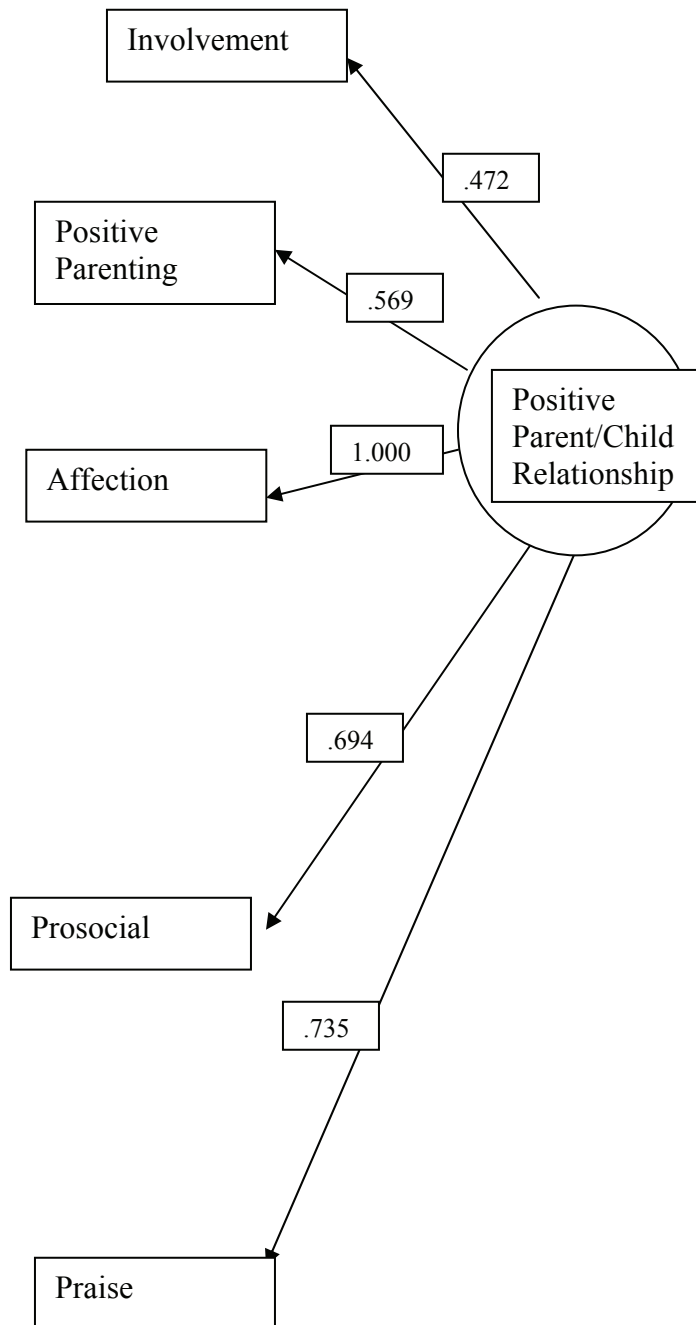 Involvement
.472
Positive
Parenting
.569
Positive
Parent/Child
Relationship
1.000
Affection
.694
Prosocial
.735
Praise